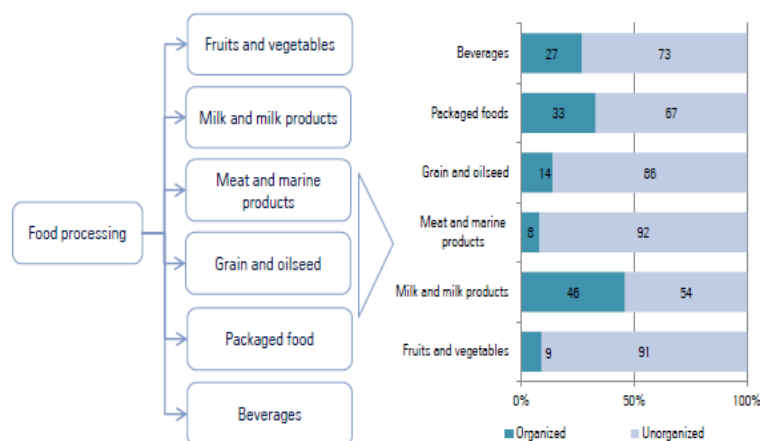 Food processing
Fruits and vegetables
Milk and milk products
Meat and marine
products
Grain and oilseed
Packaged food
Beverages
Beverages
27
73
Packaged foods
33
67
Grain and oilseed
14
86
Meat and marine
products
8
92
Milk and milk products
46
54
Fruits and vegetables
9
91
0%
50%
100%
Organized
Unorganized